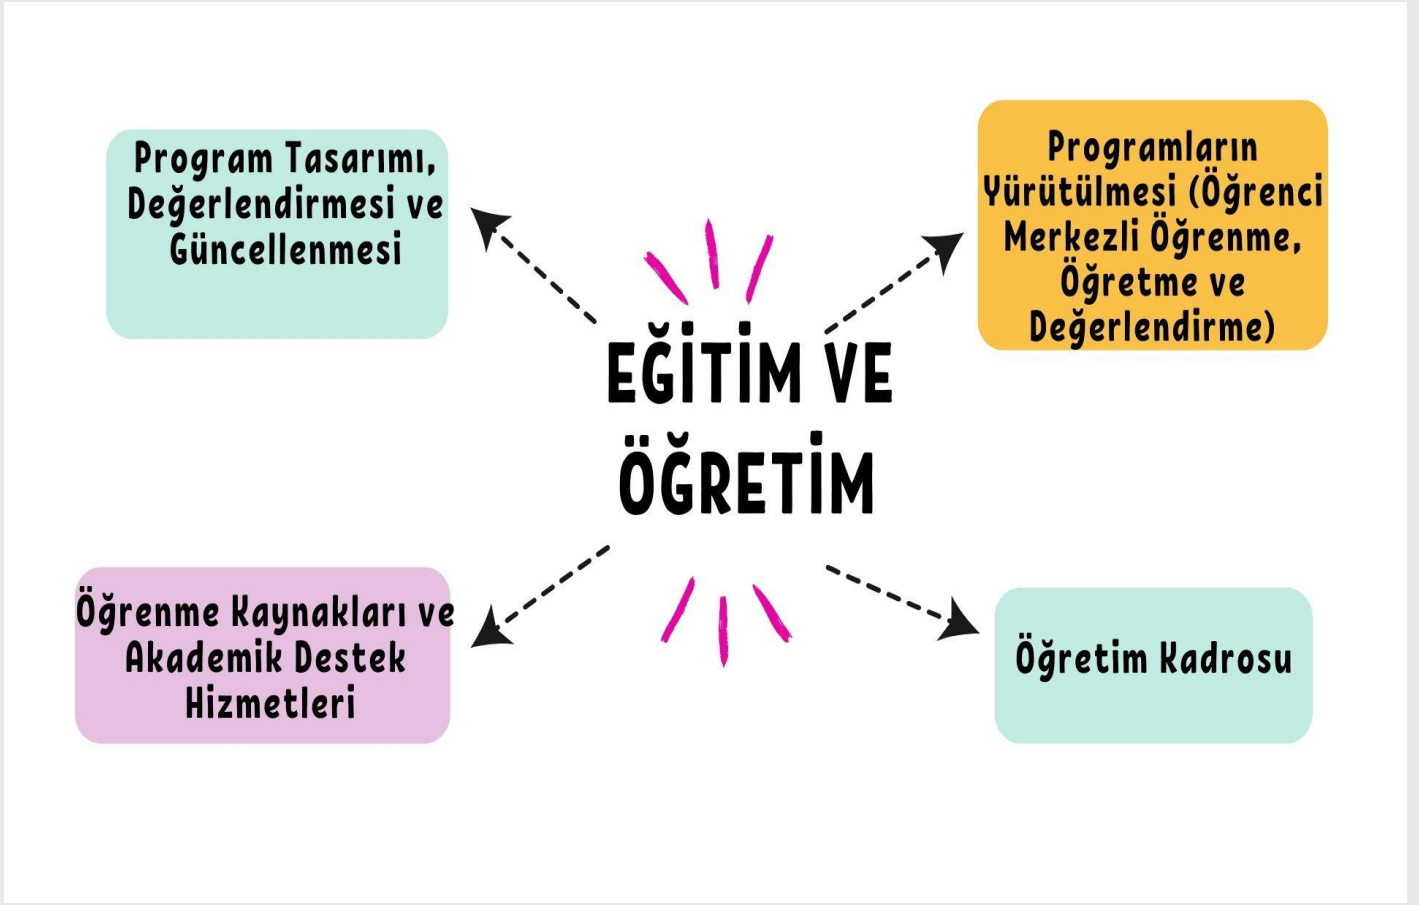 Program Tasarımı,
Değerlendirmesi ve
Güncellenmesi
Programların
Yürütülmesi (Öğrenci
Merkezli Öğrenme,
Öğretme ve
Değerlendirme)
EĞİTİM VE
ÖĞRETİM
Öğrenme Kaynakları ve
Akademik Destek
Hizmetleri
Öğretim Kadrosu